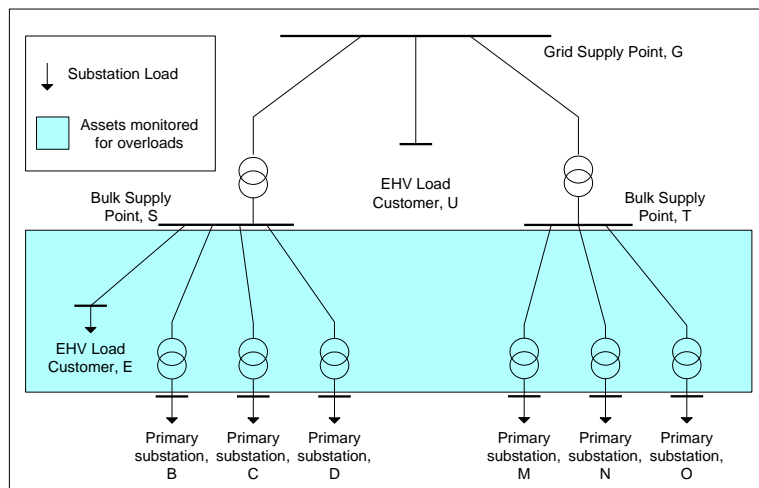 Grid Supply Point, G
Substation Load
Assets monitored
for overloads
EHV Load
Customer, U
Bulk Supply
Point, S
Bulk Supply
Point, T
EHV Load
Customer, E
Primary
substation,
B
Primary
substation,
C
Primary
substation,
D
Primary
substation,
M
Primary
substation,
N
Primary
substation,
O